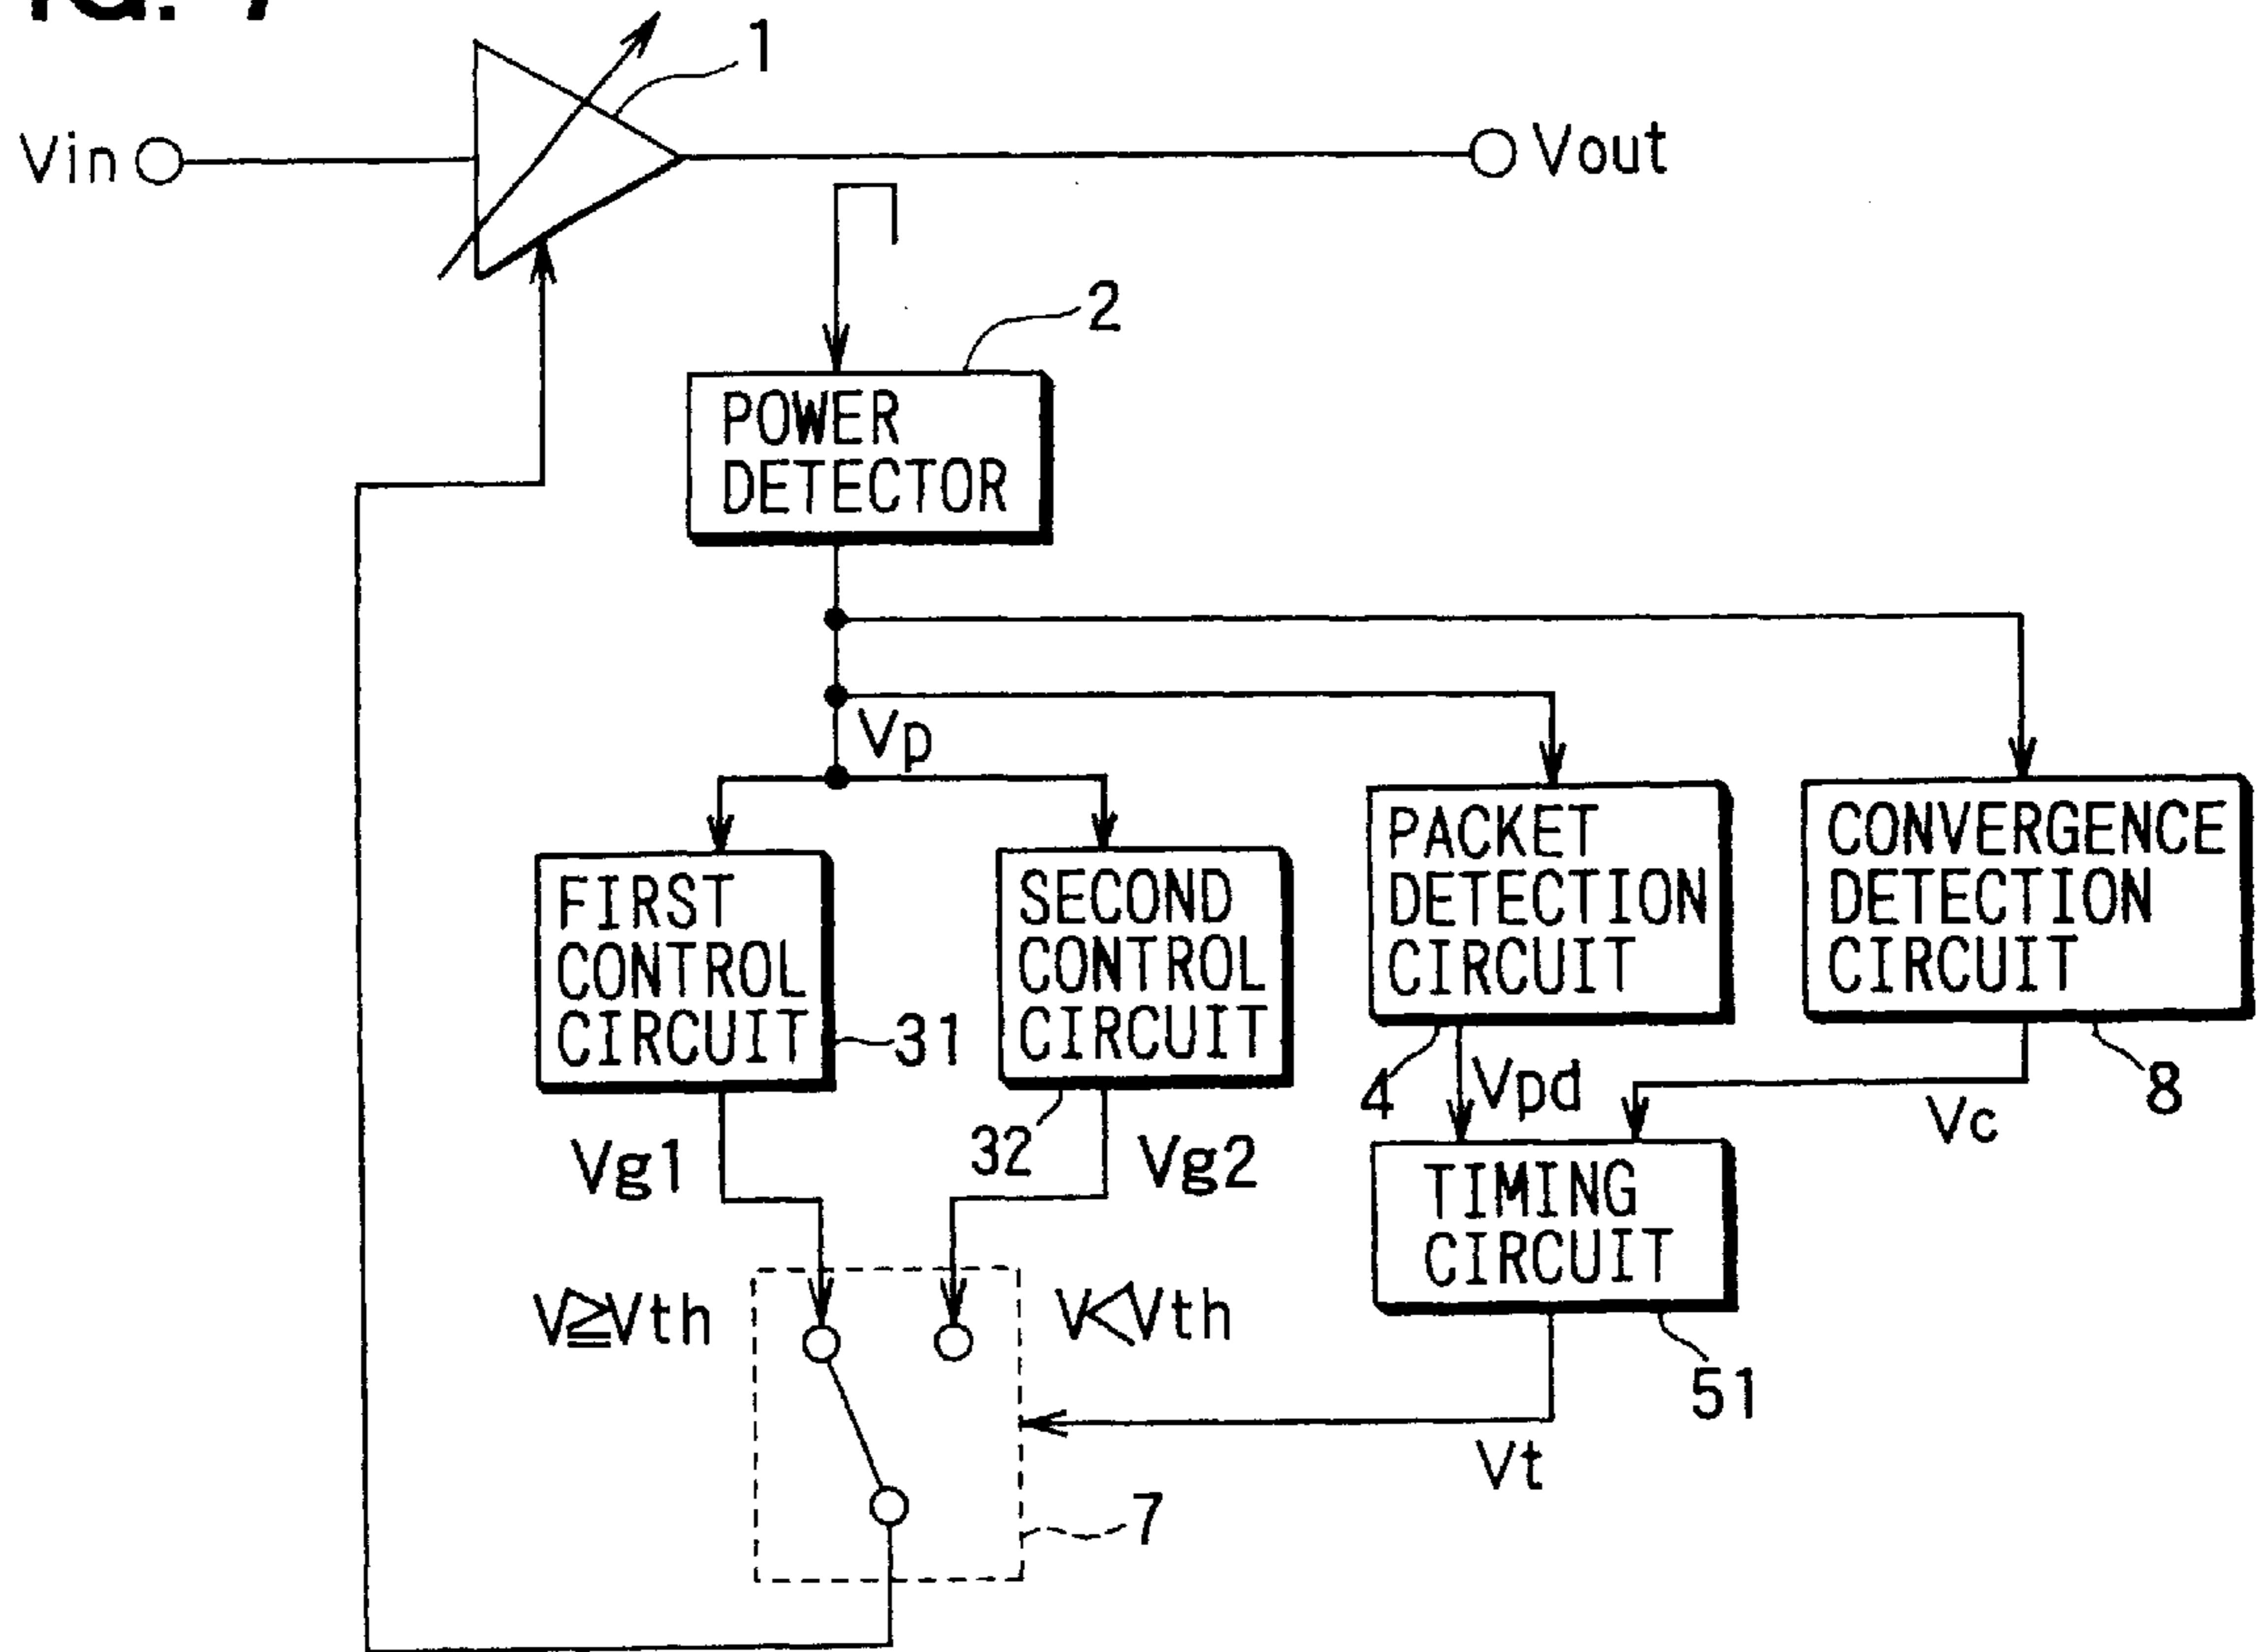 1
Vin
Vout
2
POWER
DETECTOR
Vp
FIRST
CONTROL
CIRCUIT
31
SECOND
CONTROL
CIRCUIT
32
PACKET
DETECTION
CIRCUIT
4
CONVERGENCE
DETECTION
CIRCUIT
8
Vpd
Vc
Vg1
Vg2
TIMING
CIRCUIT
51
V≧Vth
V<Vth
Vt
7